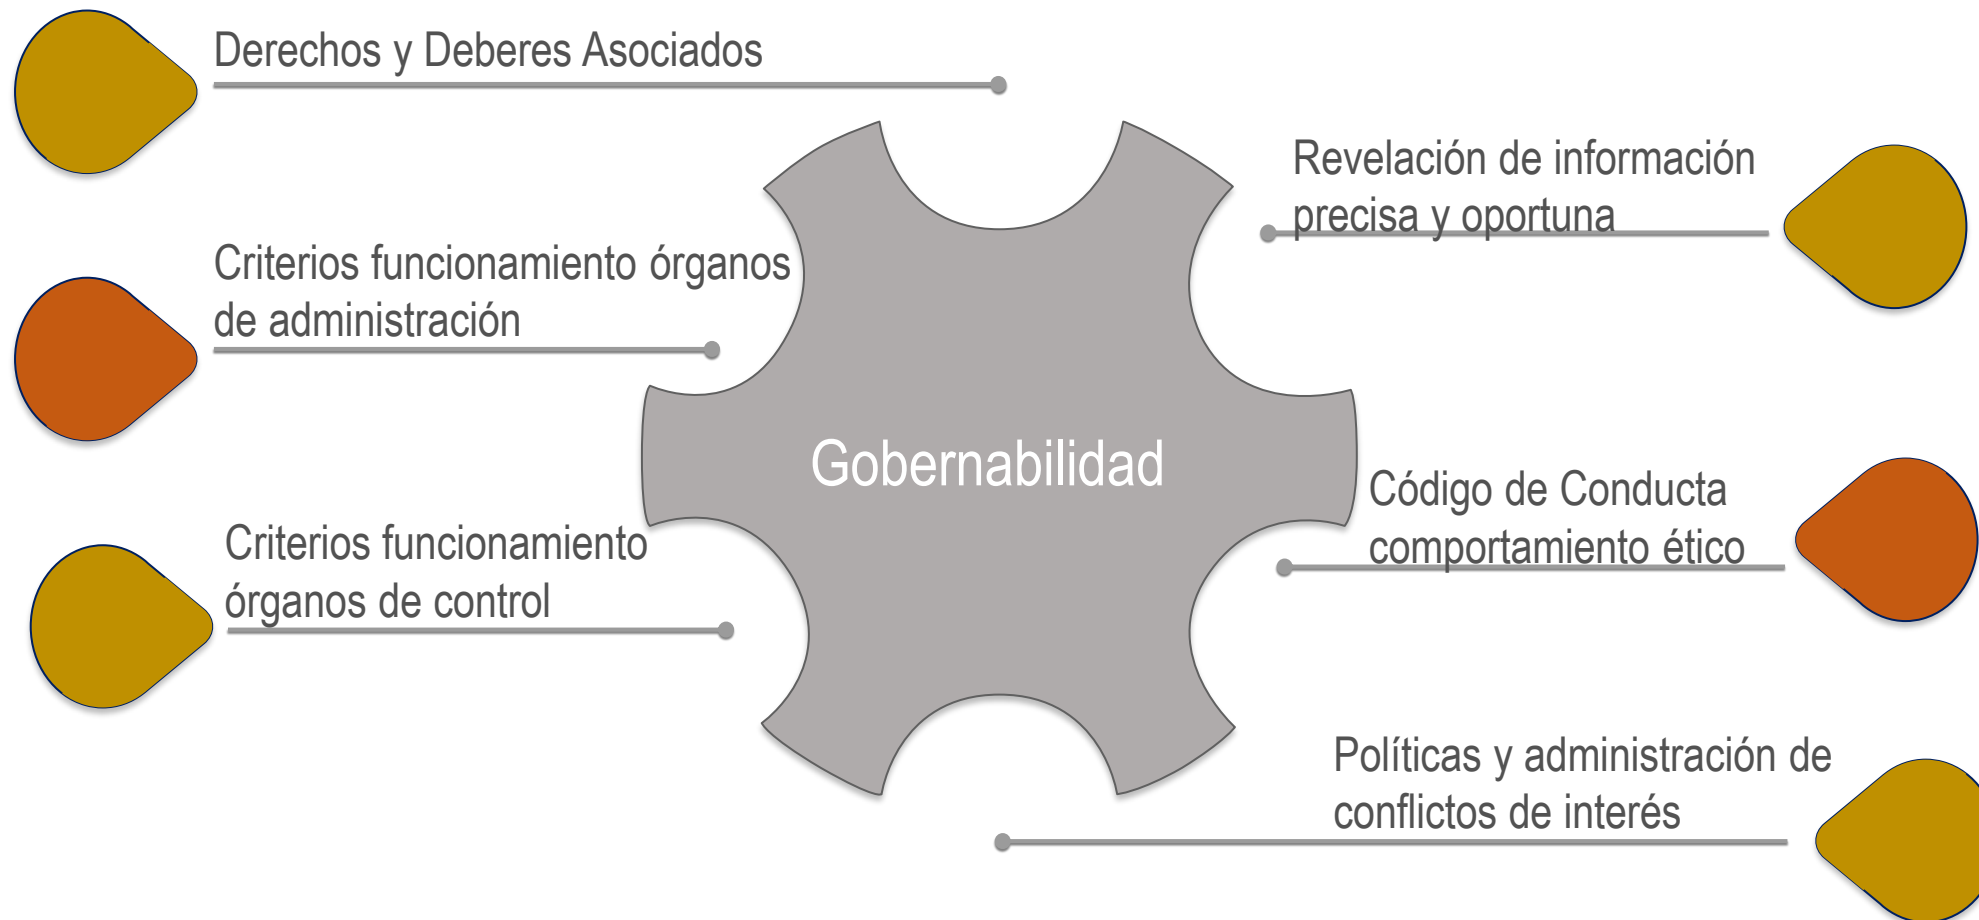 Derechos y Deberes Asociados
Criterios funcionamiento órganos
de administración
Criterios funcionamiento
órganos de control
Gobernabilidad
Revelación de información
precisa y oportuna
Código de Conducta
comportamiento ético
Políticas y administración de
conflictos de interés